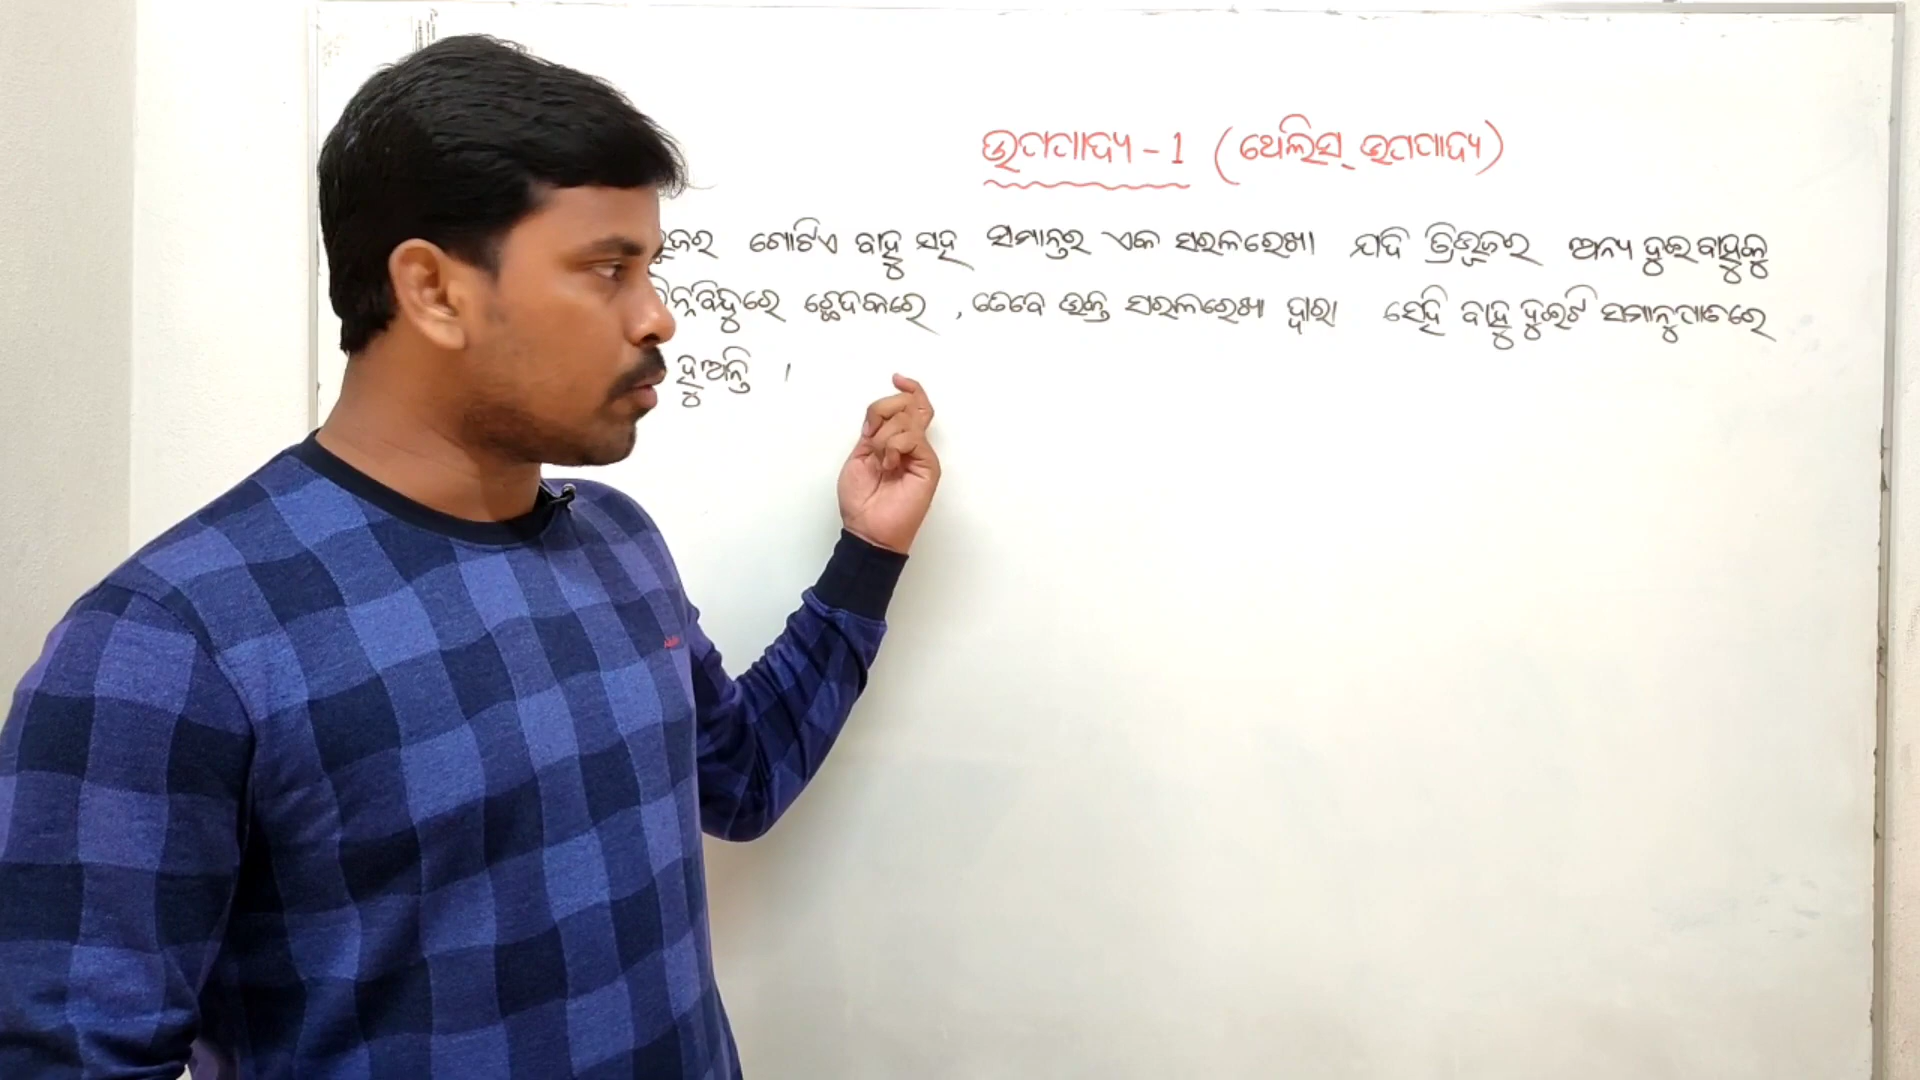 ଉପପାଦ୍ୟ - 1 (ଥେଲିସ୍ ଉପପାଦ୍ୟ)
ଗୋଟିଏ ବାହୁ ସହ ସମାନ୍ତର ଏକ ସରଳରେଖା ଯଦି ତ୍ରିଭୁଜର ଅନ୍ୟ ଦୁଇ ବାହୁକୁ
ଛେଦକରେ , ତେବେ ଉକ୍ତ ସରଳରେଖା ଦ୍ୱାରା ସେହି ବାହୁ ଦୁଇଟି ସମାନୁପାତରେ
ହୁଅନ୍ତି ।